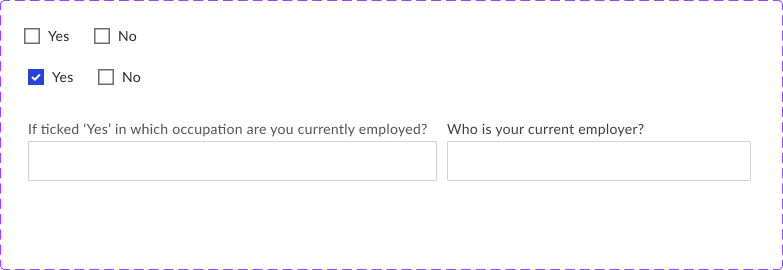 Yes No
Yes No
If ticked ‘Yes’ in which occupation are you currently employed? Who is your current employer?